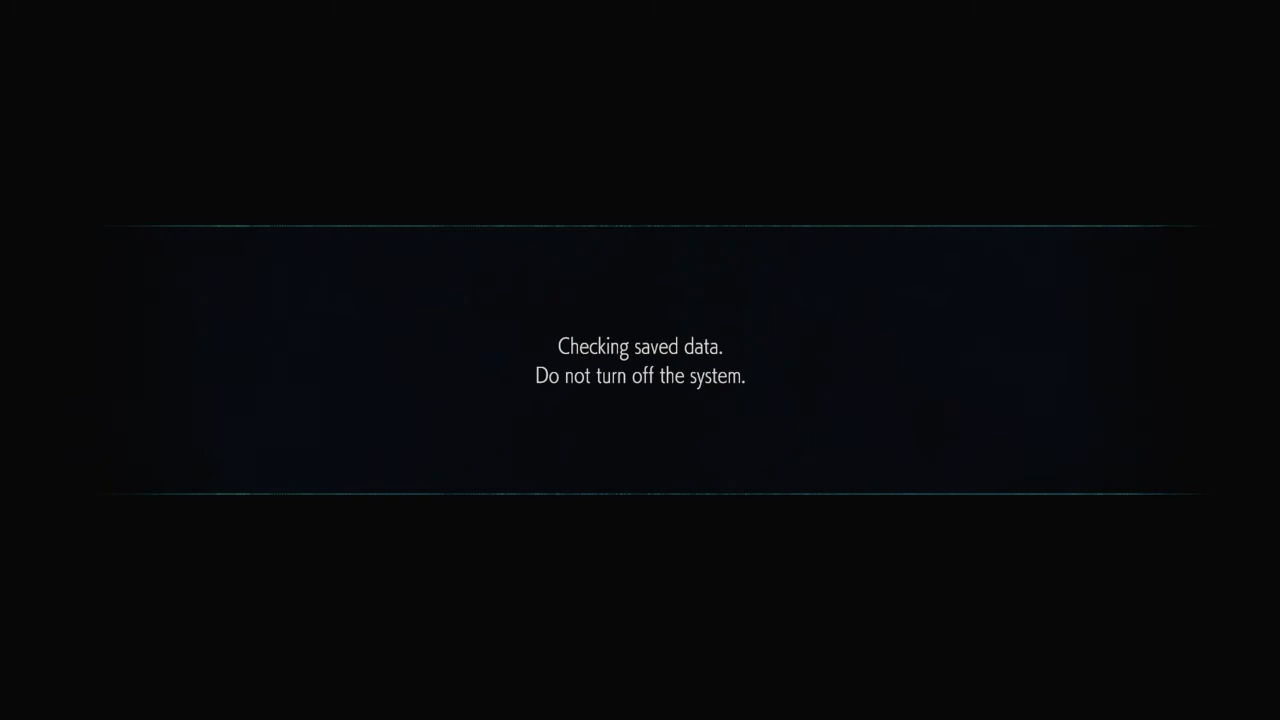 Checking saved data.
Do not turn off the system.